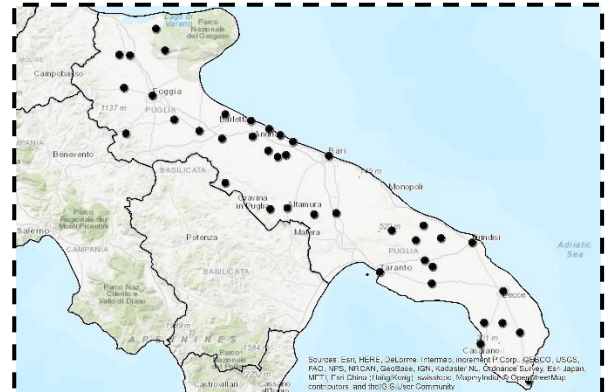 Lago di
Varano
Parco
Nazionale
del Gargano
MOLISE
Campobasso
Foggia
1137 m
PUGLIA
Benevento
BASILICATA
Bari
Gravina
in Puglia
Altamura
Monopoli
Matera
Salerno
Parco
Regionale dei
Monti Picentini
CAMPANIA
Potenza
BASILICATA
PUGLIA
Brindisi
Taranto
Adriatic
Sea
Lecce
Parco Naz
Cilento e
Vallo di Diano
APENNINES
Parco
Nazionale
Casarano
Castrovillari
Sources: Esri, HERE, DeLorme, Intermap, increment P Corp., GEBCO, USGS,
FAO, NPS, NRCAN, GeoBase, IGN, Kadaster NL, Ordnance Survey, Esri Japan,
METI, Esri China (Hong Kong), swisstopo, MapmyIndia, © OpenStreetMap
contributors, and the GIS User Community